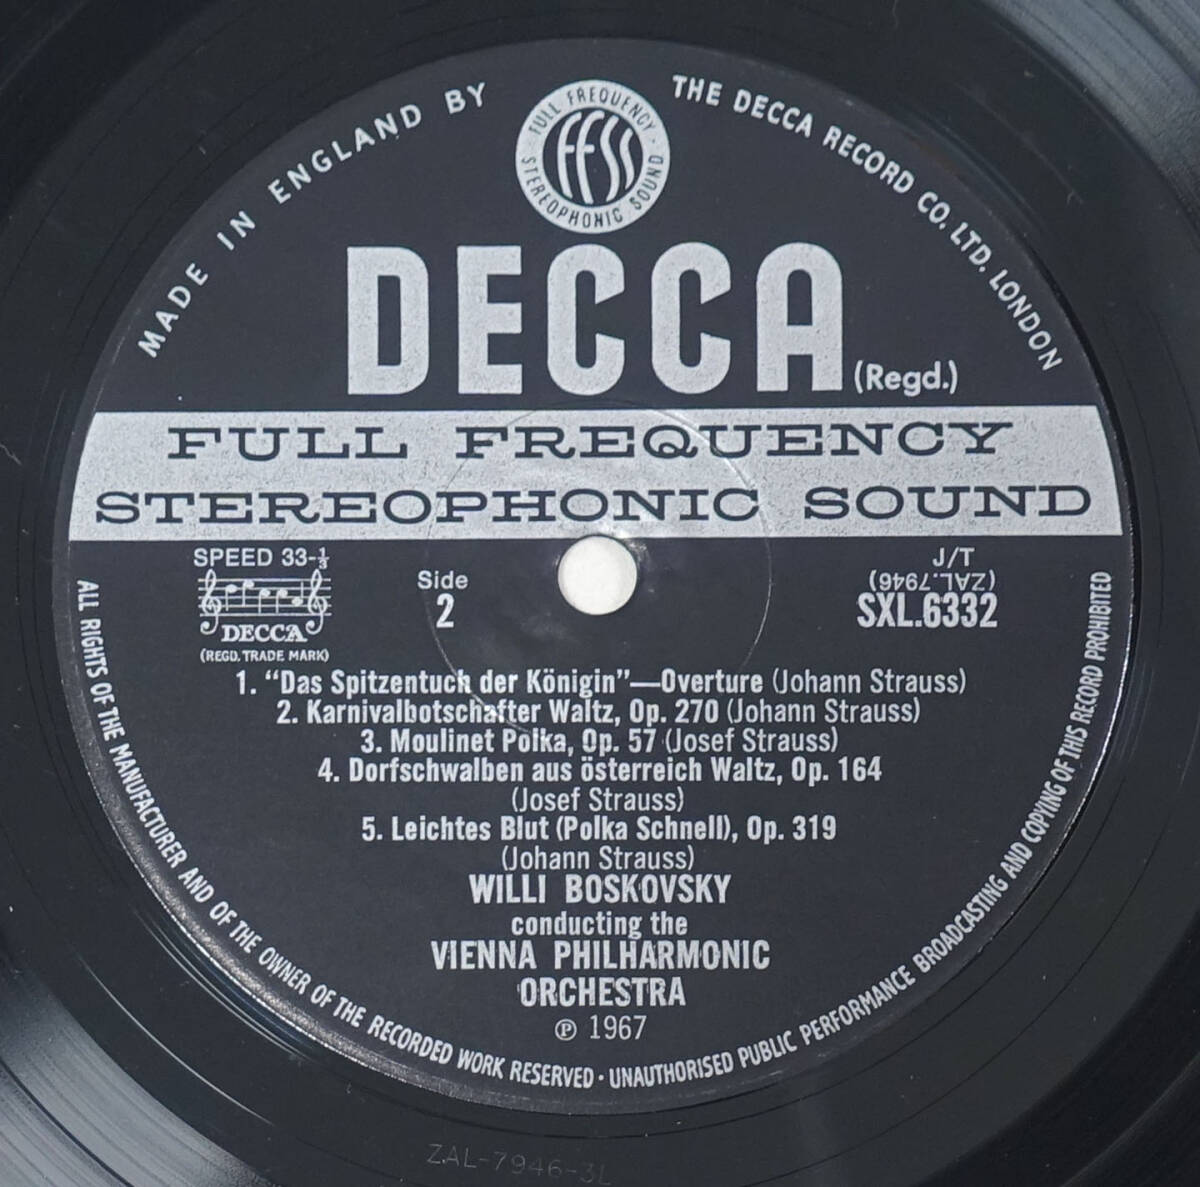 MADE IN ENGLAND BY
THE DECCA RECORD CO. LTD. LONDON
FULL FREQUENCY
STEREOPHONIC SOUND
FFSS
DECCA
(Regd.)
FULL FREQUENCY
STEREOPHONIC SOUND
SPEED 33-⅓
DECCA
(REGD. TRADE MARK)
Side
2
J/T
(ZAL.7946)
SXL.6332
1. “Das Spitzentuch der Königin”—Overture (Johann Strauss)
2. Karnivalbotschafter Waltz, Op. 270 (Johann Strauss)
3. Moulinet Polka, Op. 57 (Josef Strauss)
4. Dorfschwalben aus österreich Waltz, Op. 164
(Josef Strauss)
5. Leichtes Blut (Polka Schnell), Op. 319
(Johann Strauss)
WILLI BOSKOVSKY
conducting the
VIENNA PHILHARMONIC
ORCHESTRA
℗ 1967
ALL RIGHTS OF THE MANUFACTURER AND OF THE OWNER OF THE RECORDED WORK RESERVED · UNAUTHORISED PUBLIC PERFORMANCE BROADCASTING AND COPYING OF THIS RECORD PROHIBITED
ZAL-7946-3L